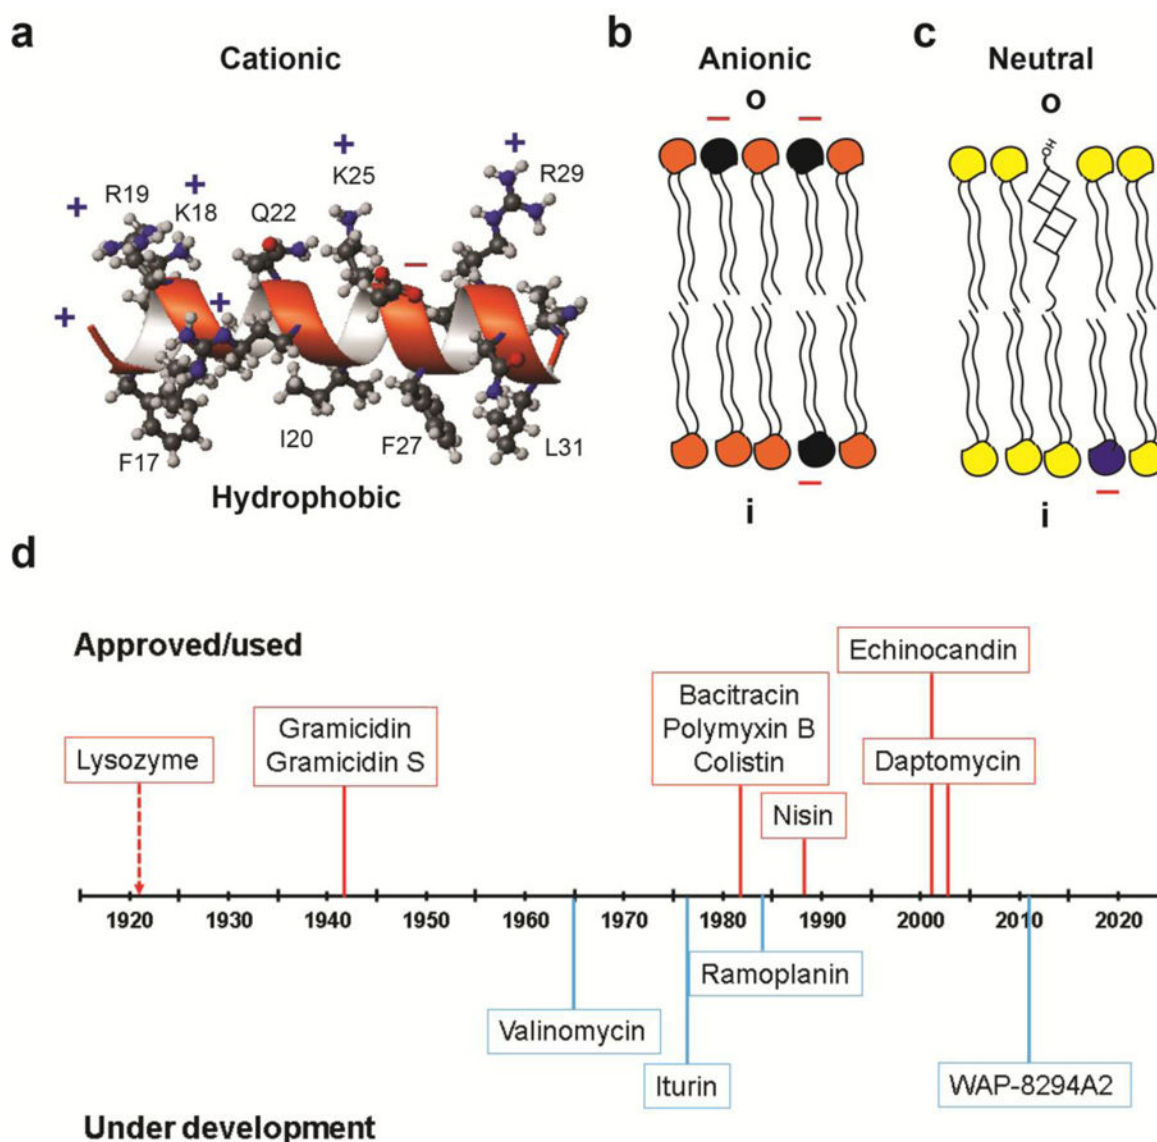 a
Cationic
R19
K18
Q22
K25
R29
+
+
+
+
+
+
−
F17
I20
F27
L31
Hydrophobic
b
Anionic
o
− −
−
i
c
Neutral
o
OH
−
i
d
Approved/used
Echinocandin
Bacitracin
Polymyxin B
Colistin
Gramicidin
Gramicidin S
Lysozyme
Daptomycin
Nisin
1920 1930 1940 1950 1960 1970 1980 1990 2000 2010 2020
Ramoplanin
Valinomycin
Iturin
WAP-8294A2
Under development